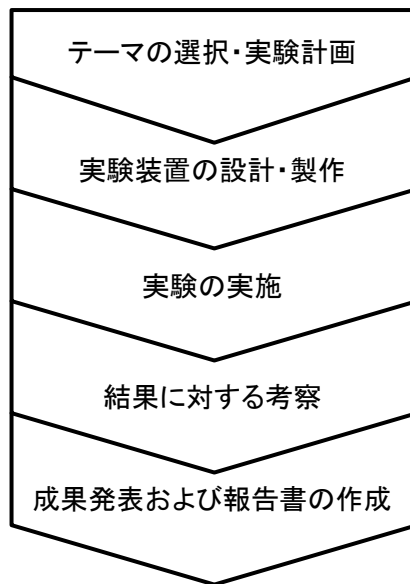 テーマの選択・実験計画
実験装置の設計・製作
実験の実施
結果に対する考察
成果発表および報告書の作成